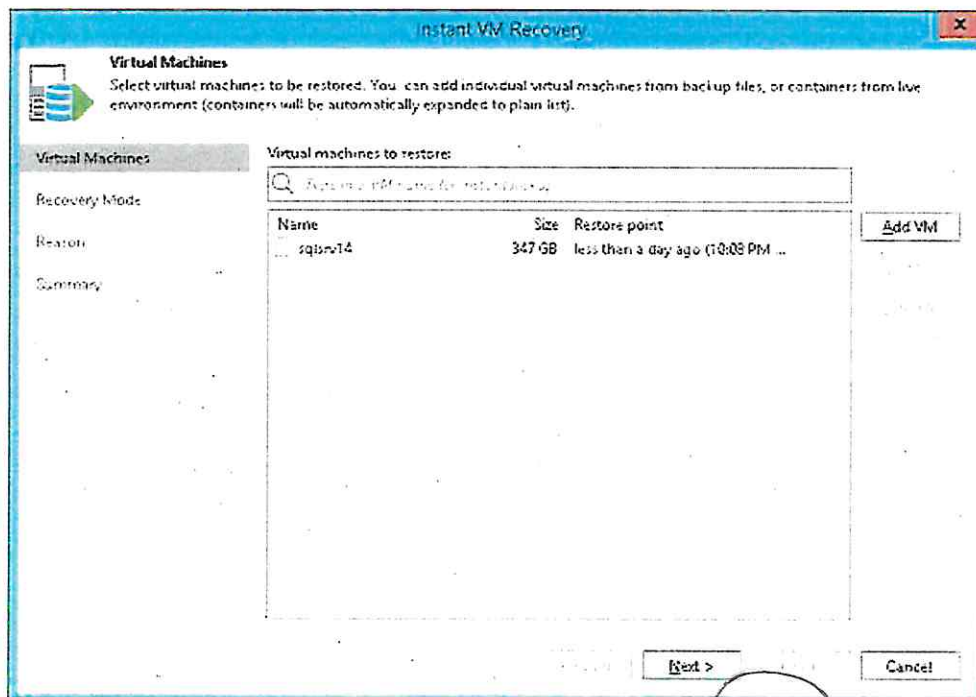 Instant VM Recovery
Virtual Machines
Select virtual machines to be restored. You can add individual virtual machines from backup files, or containers from live
environment (containers will be automatically expanded to plain list).
Virtual Machines
Virtual machines to restore:
Recovery Mode
Name Size Restore point
Add VM
Reason
sqlsrv14 347 GB less than a day ago (10:08 PM ...
Summary
Next >
Cancel